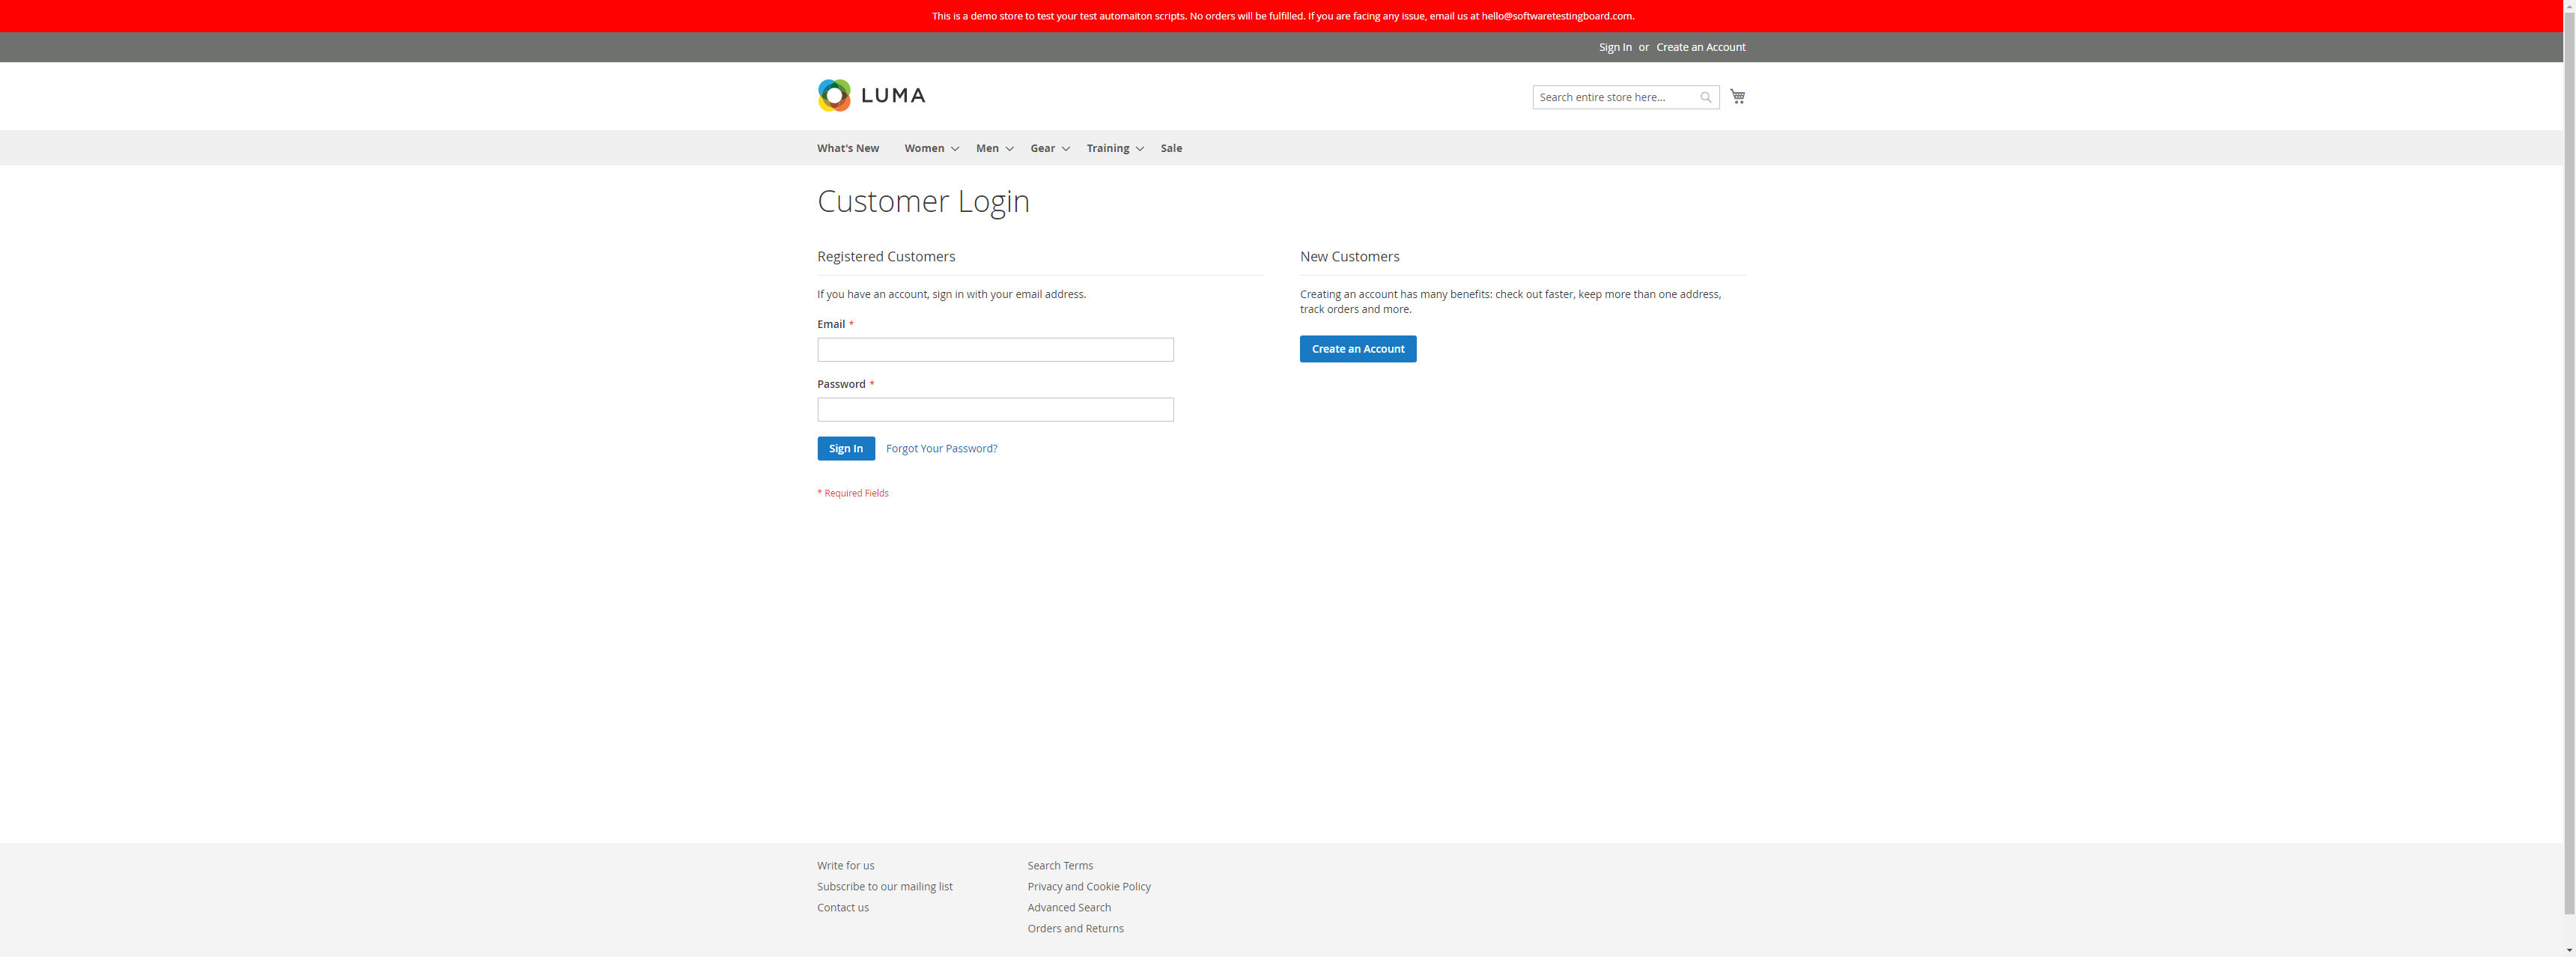 This is a demo store to test your test automaiton scripts. No orders will be fulfilled. If you are facing any issue, email us at hello@softwaretestingboard.com.
Sign In or Create an Account
LUMA
Search entire store here...
What's New Women Men Gear Training Sale
Customer Login
Registered Customers
If you have an account, sign in with your email address.
Email *
Password *
Sign In Forgot Your Password?
* Required Fields
New Customers
Creating an account has many benefits: check out faster, keep more than one address,
track orders and more.
Create an Account
Write for us
Subscribe to our mailing list
Contact us
Search Terms
Privacy and Cookie Policy
Advanced Search
Orders and Returns